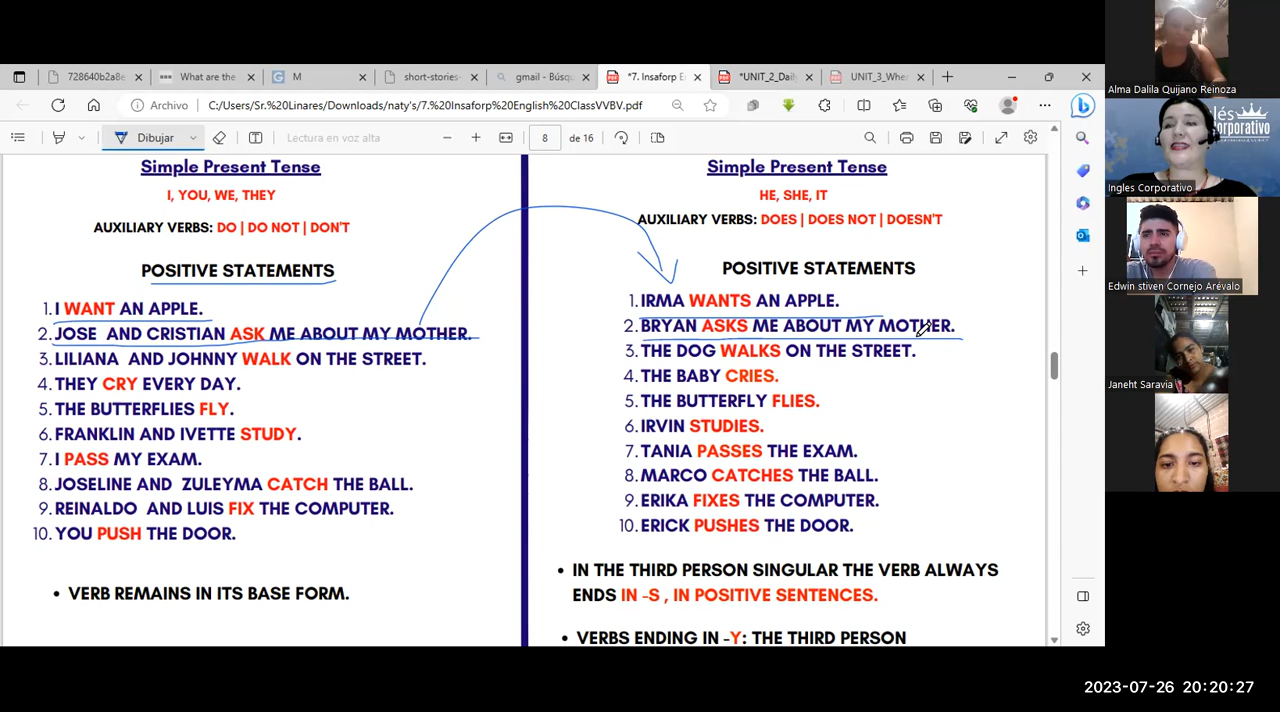 728640b2a8e
What are the
M
short-stories-
gmail - Búsqu
*7. Insaforp E
*UNIT_2_Daily
UNIT_3_Wher
Archivo
C:/Users/Sr.%20Linares/Downloads/naty's/7.%20Insaforp%20English%20ClassVVBV.pdf
Dibujar
Lectura en voz alta
8
de 16
Simple Present Tense
I, YOU, WE, THEY
AUXILIARY VERBS: DO | DO NOT | DON'T
POSITIVE STATEMENTS
1. I WANT AN APPLE.
2. JOSE AND CRISTIAN ASK ME ABOUT MY MOTHER.
3. LILIANA AND JOHNNY WALK ON THE STREET.
4. THEY CRY EVERY DAY.
5. THE BUTTERFLIES FLY.
6. FRANKLIN AND IVETTE STUDY.
7. I PASS MY EXAM.
8. JOSELINE AND ZULEYMA CATCH THE BALL.
9. REINALDO AND LUIS FIX THE COMPUTER.
10. YOU PUSH THE DOOR.
• VERB REMAINS IN ITS BASE FORM.
Simple Present Tense
HE, SHE, IT
AUXILIARY VERBS: DOES | DOES NOT | DOESN'T
POSITIVE STATEMENTS
1. IRMA WANTS AN APPLE.
2. BRYAN ASKS ME ABOUT MY MOTHER.
3. THE DOG WALKS ON THE STREET.
4. THE BABY CRIES.
5. THE BUTTERFLY FLIES.
6. IRVIN STUDIES.
7. TANIA PASSES THE EXAM.
8. MARCO CATCHES THE BALL.
9. ERIKA FIXES THE COMPUTER.
10. ERICK PUSHES THE DOOR.
• IN THE THIRD PERSON SINGULAR THE VERB ALWAYS
ENDS IN -S , IN POSITIVE SENTENCES.
• VERBS ENDING IN -Y: THE THIRD PERSON
Alma Dalila Quijano Reinoza
Ingles Corporativo
Edwin stiven Cornejo Arévalo
Janeht Saravia
2023-07-26 20:20:27